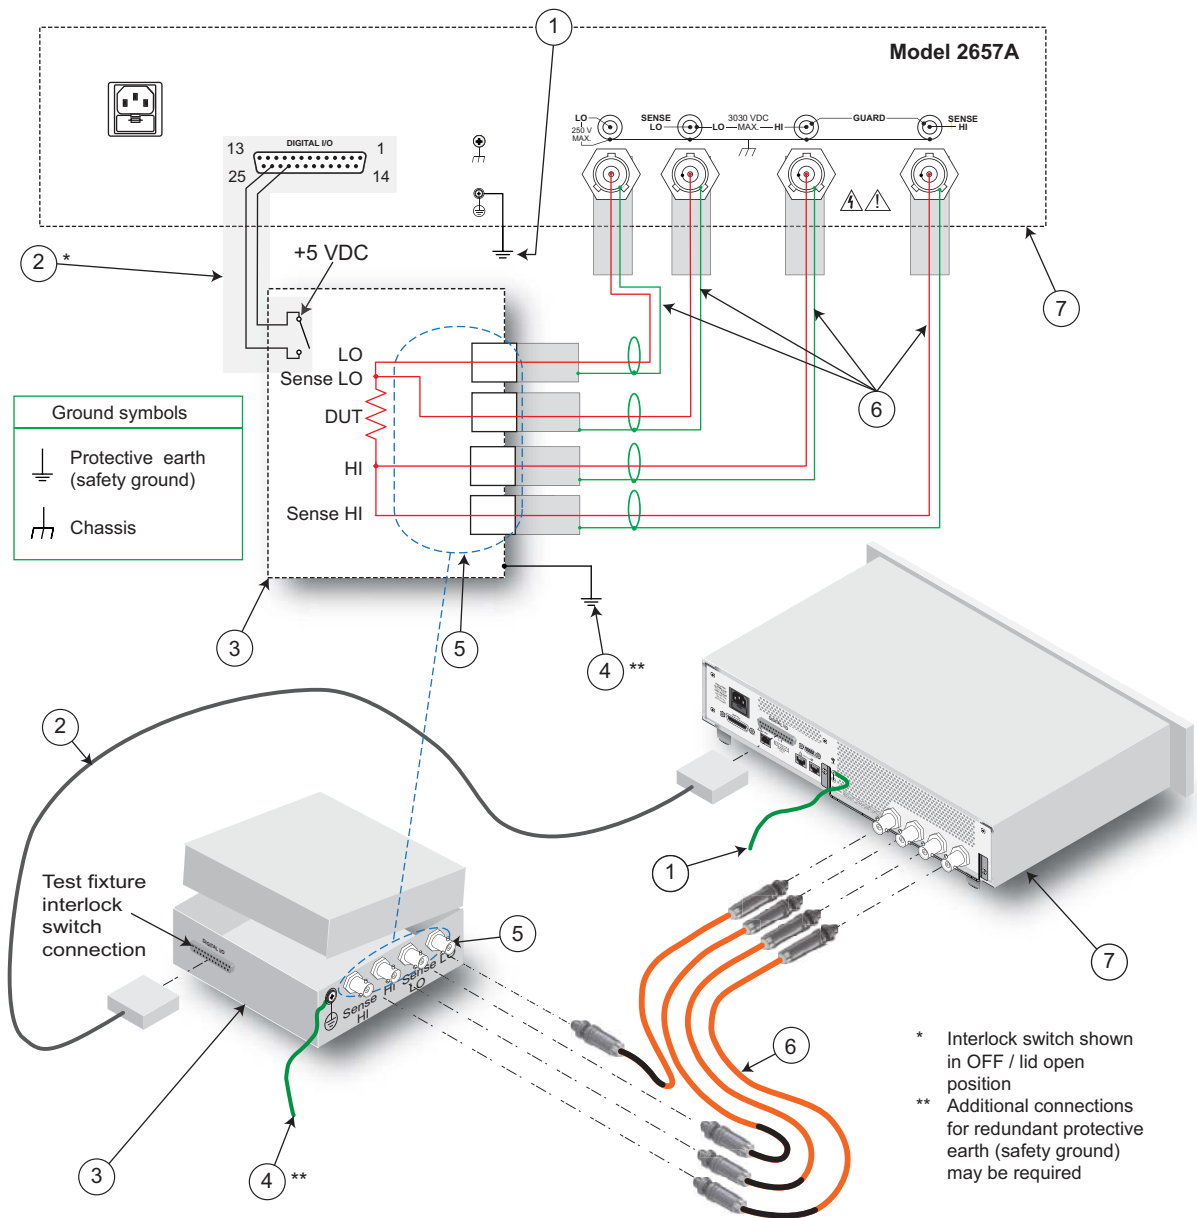 1
Model 2657A
LO
250 V
MAX.
SENSE
LO
LO
3030 VDC
MAX.
HI
GUARD
SENSE
HI
13
DIGITAL I/O
1
25
14
2 *
+5 VDC
7
LO
Sense LO
DUT
HI
Sense HI
6
Ground symbols
Protective earth
(safety ground)
Chassis
3
5
4 **
2
1
7
Test fixture
interlock
switch
connection
DIGITAL I/O
5
Sense
HI
HI
Sense
LO
LO
3
4 **
6
* Interlock switch shown
in OFF / lid open
position
** Additional connections
for redundant protective
earth (safety ground)
may be required